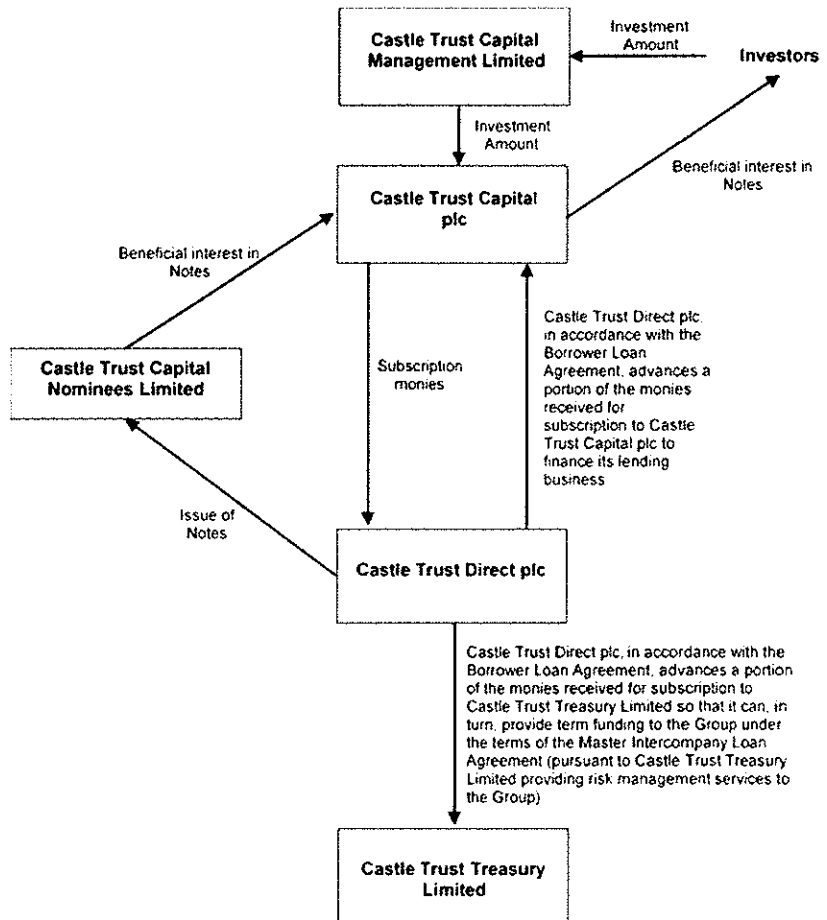 Castle Trust Capital
Management Limited
Investment
Amount
Investors
Investment
Amount
Castle Trust Capital
plc
Beneficial interest in
Notes
Beneficial interest in
Notes
Castle Trust Capital
Nominees Limited
Subscription
monies
Castle Trust Direct plc,
in accordance with the
Borrower Loan
Agreement, advances a
portion of the monies
received for
subscription to Castle
Trust Capital plc to
finance its lending
business
Issue of
Notes
Castle Trust Direct plc
Castle Trust Direct plc, in accordance with the
Borrower Loan Agreement, advances a portion
of the monies received for subscription to
Castle Trust Treasury Limited so that it can, in
turn, provide term funding to the Group under
the terms of the Master Intercompany Loan
Agreement (pursuant to Castle Trust Treasury
Limited providing risk management services to
the Group)
Castle Trust Treasury
Limited